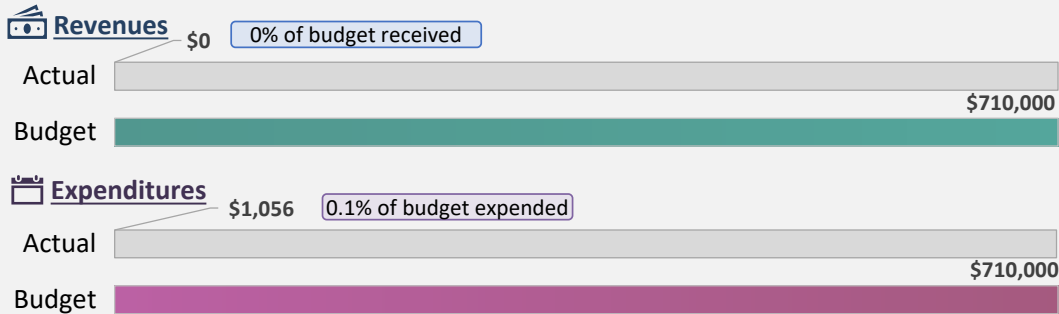 Revenues
$0
0% of budget received
Actual
$710,000
Budget
Expenditures
$1,056
0.1% of budget expended
Actual
$710,000
Budget